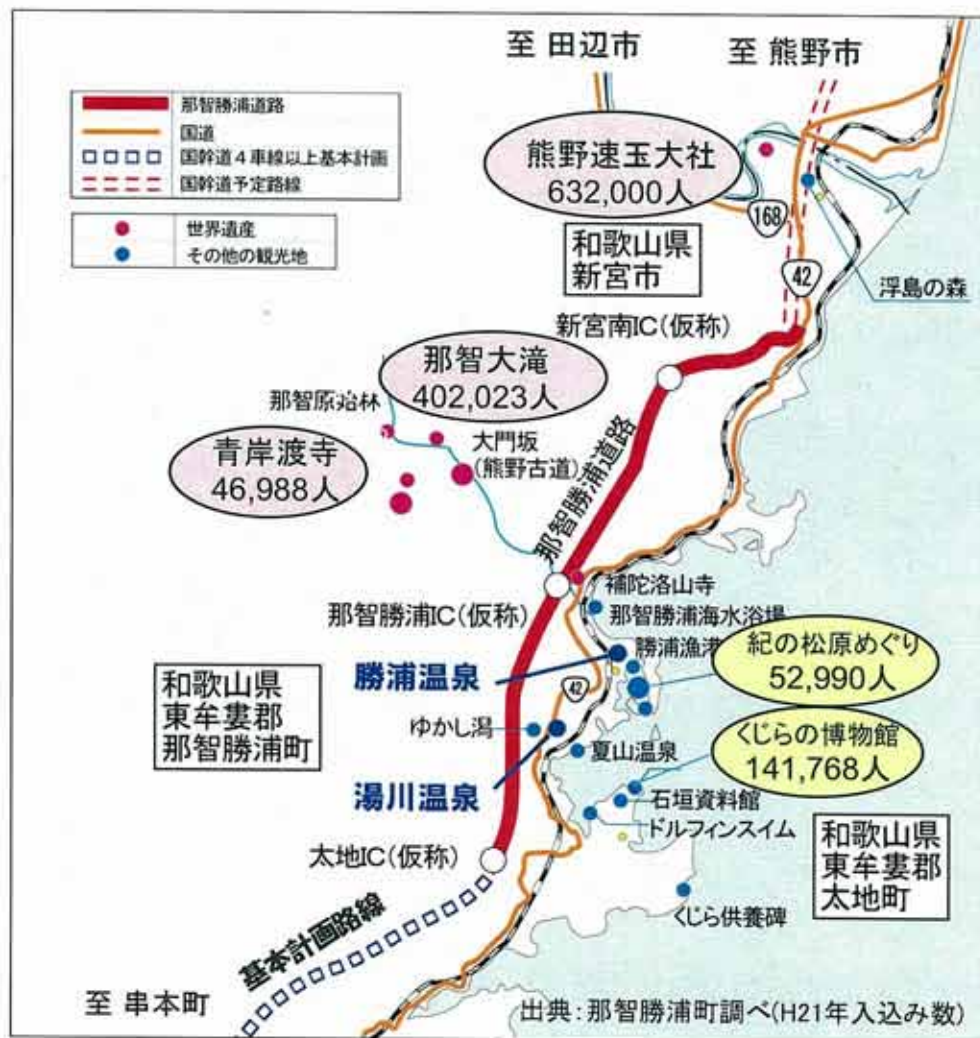 至 田辺市
至 熊野市
那智勝浦道路
国道
国幹道4車線以上基本計画
国幹道予定路線
世界遺産
その他の観光地
熊野速玉大社
632,000人
168
和歌山県
新宮市
42
浮島の森
新宮南IC(仮称)
那智大滝
402,023人
那智原始林
大門坂
(熊野古道)
青岸渡寺
46,988人
那智勝浦道路
補陀洛山寺
那智勝浦IC(仮称)
那智勝浦海水浴場
勝浦漁港
紀の松原めぐり
52,990人
勝浦温泉
42
和歌山県
東牟婁郡
那智勝浦町
ゆかし潟
夏山温泉
くじらの博物館
141,768人
湯川温泉
石垣資料館
ドルフィンスイム
太地IC(仮称)
和歌山県
東牟婁郡
太地町
くじら供養碑
基本計画路線
至 串本町
出典:那智勝浦町調べ(H21年入込み数)